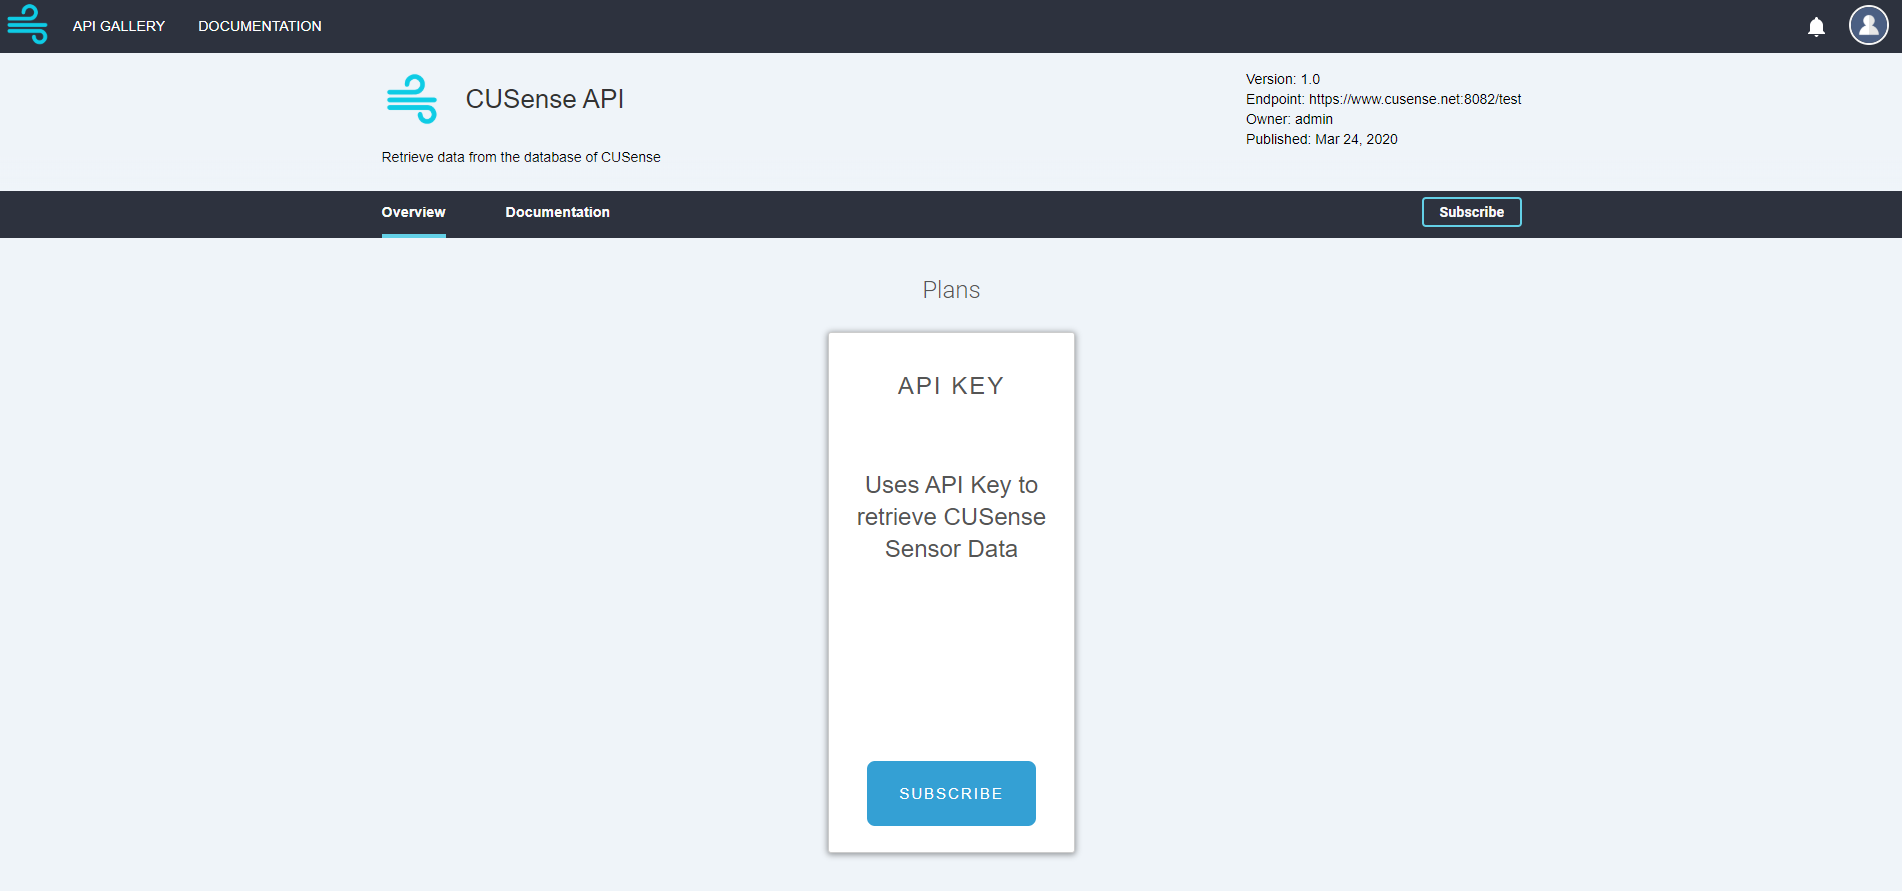 API GALLERY DOCUMENTATION
CUSense API
Retrieve data from the database of CUSense
Version: 1.0
Endpoint: https://www.cusense.net:8082/test
Owner: admin
Published: Mar 24, 2020
Overview Documentation Subscribe
Plans
API KEY
Uses API Key to
retrieve CUSense
Sensor Data
SUBSCRIBE